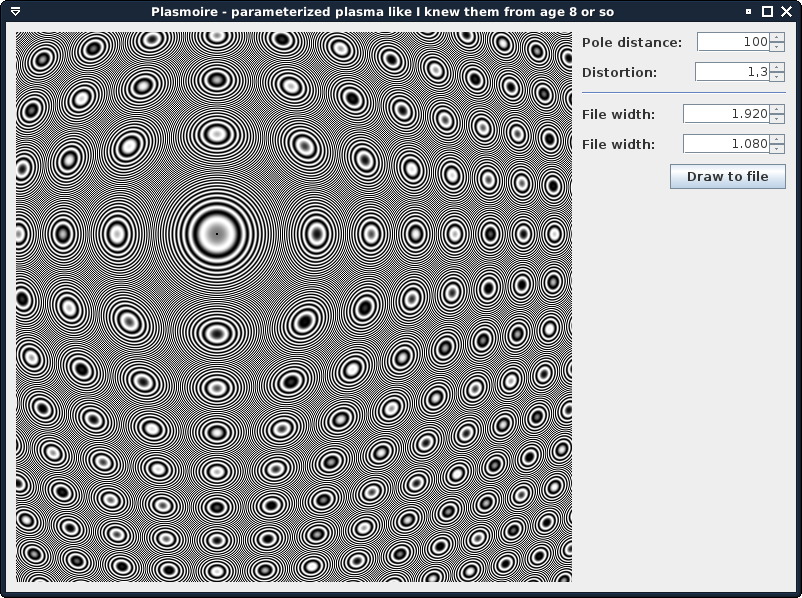 Plasmoire - parameterized plasma like I knew them from age 8 or so
Pole distance: 100
Distortion: 1,3
File width: 1.920
File width: 1.080
Draw to file